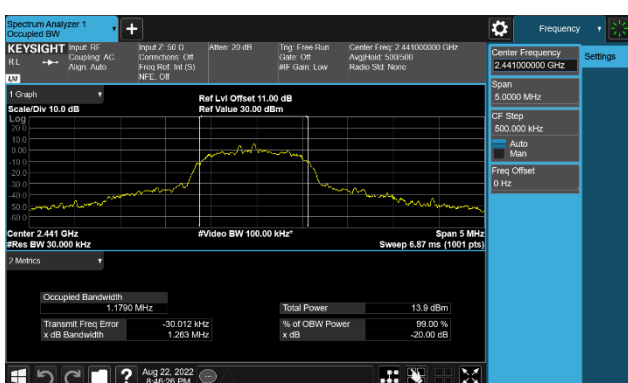 Spectrum Analyzer 1
Occupied BW
Frequency
KEYSIGHT Input: RF
R L
Coupling: AC
Align: Auto
LXI
Input Z: 50 Ω
Corrections: Off
Freq Ref: Int (S)
NFE: Off
Atten: 20 dB
Trig: Free Run
Gate: Off
#IF Gain: Low
Center Freq: 2.441000000 GHz
Avg|Hold: 500/500
Radio Std: None
Center Frequency
2.441000000 GHz
Settings
Span
5.0000 MHz
CF Step
500.000 kHz
Auto
Man
Freq Offset
0 Hz
1 Graph
Scale/Div 10.0 dB
Ref Lvl Offset 11.00 dB
Ref Value 30.00 dBm
Log
20.0
10.0
0.00
-10.0
-20.0
-30.0
-40.0
-50.0
-60.0
Center 2.441 GHz
#Video BW 100.00 kHz*
Span 5 MHz
#Res BW 30.000 kHz
Sweep 6.87 ms (1001 pts)
2 Metrics
Occupied Bandwidth
1.1790 MHz
Total Power 13.9 dBm
Transmit Freq Error -30.012 kHz
% of OBW Power 99.00 %
x dB Bandwidth 1.263 MHz
x dB -20.00 dB
?
Aug 22, 2022
8:46:26 PM